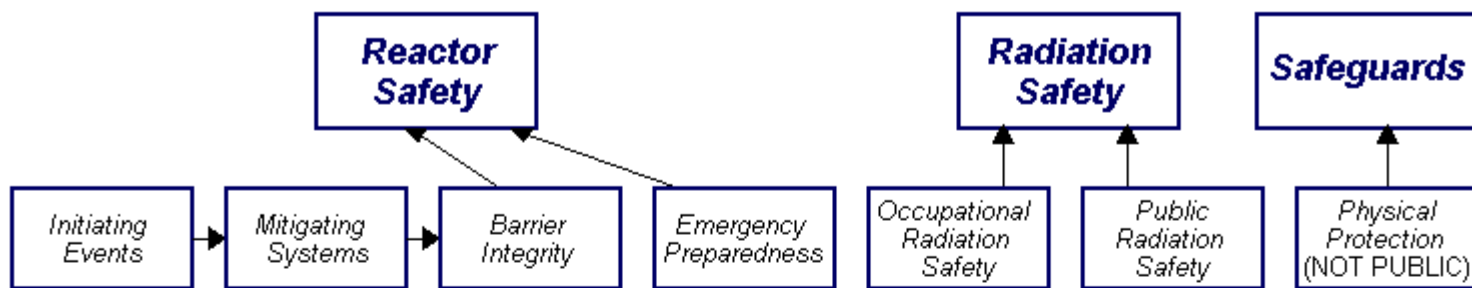 Reactor
Safety
Radiation
Safety
Safeguards
Initiating
Events
Mitigating
Systems
Barrier
Integrity
Emergency
Preparedness
Occupational
Radiation
Safety
Public
Radiation
Safety
Physical
Protection
(NOT PUBLIC)